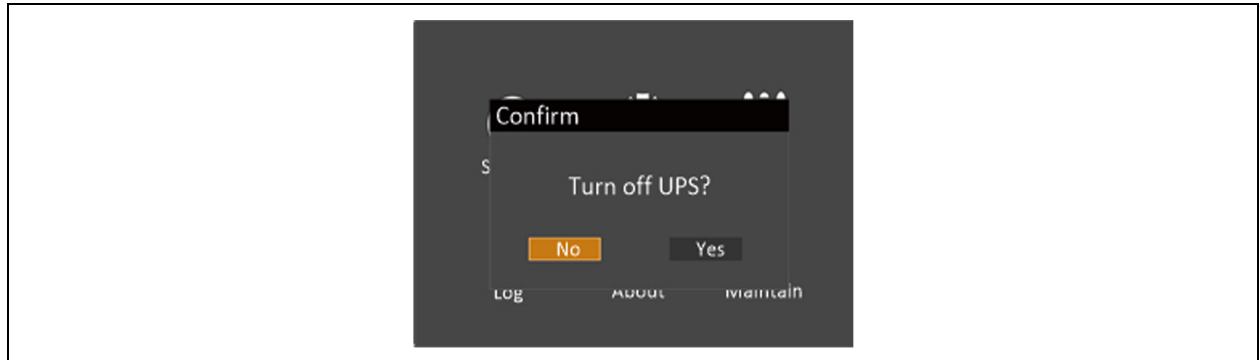 Confirm
S
Turn off UPS?
No Yes
Log About Maintain